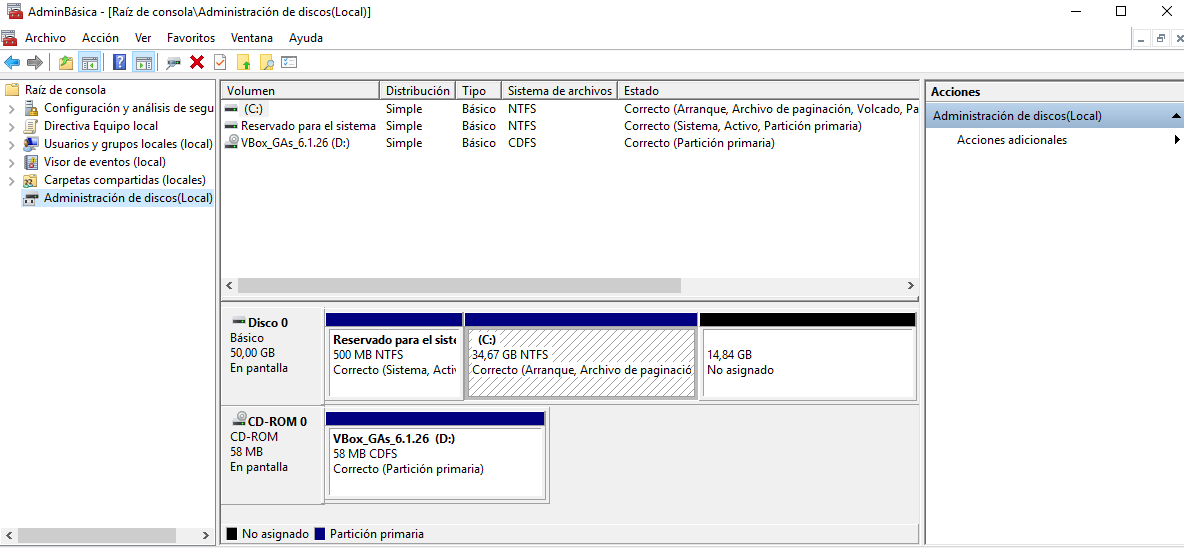 AdminBásica - [Raíz de consola\Administración de discos(Local)]
Archivo Acción Ver Favoritos Ventana Ayuda
Raíz de consola
Configuración y análisis de segu
Directiva Equipo local
Usuarios y grupos locales (local)
Visor de eventos (local)
Carpetas compartidas (locales)
Administración de discos(Local)
Volumen Distribución Tipo Sistema de archivos Estado
(C:) Simple Básico NTFS Correcto (Arranque, Archivo de paginación, Volcado, Pa
Reservado para el sistema Simple Básico NTFS Correcto (Sistema, Activo, Partición primaria)
VBox_GAs_6.1.26 (D:) Simple Básico CDFS Correcto (Partición primaria)
Disco 0
Básico
50,00 GB
En pantalla
Reservado para el siste
500 MB NTFS
Correcto (Sistema, Acti
(C:)
34,67 GB NTFS
Correcto (Arranque, Archivo de paginació
14,84 GB
No asignado
CD-ROM 0
CD-ROM
58 MB
En pantalla
VBox_GAs_6.1.26 (D:)
58 MB CDFS
Correcto (Partición primaria)
No asignado Partición primaria
Acciones
Administración de discos(Local)
Acciones adicionales